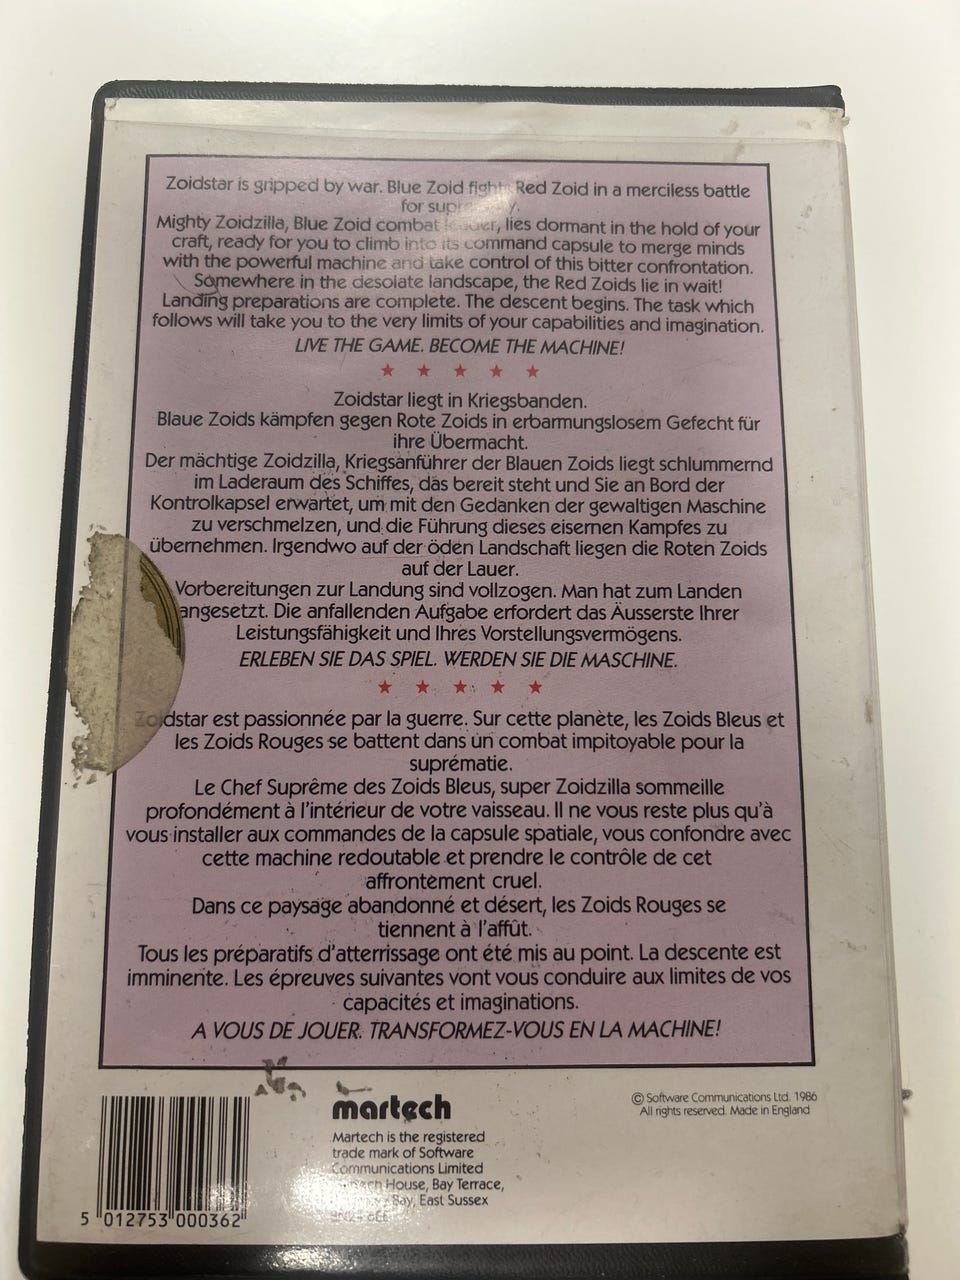 Zoidstar is gripped by war. Blue Zoid fights Red Zoid in a merciless battle
for
Mighty Zoidzilla, Blue Zoid combat leader, lies dormant in the hold of your
craft, ready for you to climb into its command capsule to merge minds
with the powerful machine and take control of this bitter confrontation.
Somewhere in the desolate landscape, the Red Zoids lie in wait!
Landing preparations are complete. The descent begins. The task which
follows will take you to the very limits of your capabilities and imagination.
LIVE THE GAME. BECOME THE MACHINE!
★ ★ ★ ★ ★
Zoidstar liegt in Kriegsbanden.
Blaue Zoids kämpfen gegen Rote Zoids in erbarmungslosem Gefecht für
ihre Übermacht.
Der mächtige Zoidzilla, Kriegsanführer der Blauen Zoids liegt schlummernd
im Laderaum des Schiffes, das bereit steht und Sie an Bord der
Kontrolkapsel erwartet, um mit den Gedanken der gewaltigen Maschine
zu verschmelzen, und die Führung dieses eisernen Kampfes zu
übernehmen. Irgendwo auf der öden Landschaft liegen die Roten Zoids
auf der Lauer.
Vorbereitungen zur Landung sind vollzogen. Man hat zum Landen
angesetzt. Die anfallenden Aufgabe erfordert das Äusserste Ihrer
Leistungsfähigkeit und Ihres Vorstellungsvermögens.
ERLEBEN SIE DAS SPIEL. WERDEN SIE DIE MASCHINE.
★ ★ ★ ★ ★
Zoidstar est passionnée par la guerre. Sur cette planète, les Zoids Bleus et
les Zoids Rouges se battent dans un combat impitoyable pour la
suprématie.
Le Chef Suprême des Zoids Bleus, super Zoidzilla sommeille
profondément à l'intérieur de votre vaisseau. Il ne vous reste plus qu'à
vous installer aux commandes de la capsule spatiale, vous confondre avec
cette machine redoutable et prendre le contrôle de cet
affrontement cruel.
Dans ce paysage abandonné et désert, les Zoids Rouges se
tiennent à l'affût.
Tous les préparatifs d'atterrissage ont été mis au point. La descente est
imminente. Les épreuves suivantes vont vous conduire aux limites de vos
capacités et imaginations.
A VOUS DE JOUER. TRANSFORMEZ-VOUS EN LA MACHINE!
martech
Martech is the registered
trade mark of Software
Communications Limited
House, Bay Terrace,
Bay, East Sussex
© Software Communications Ltd. 1986
All rights reserved. Made in England
5 012753 000362